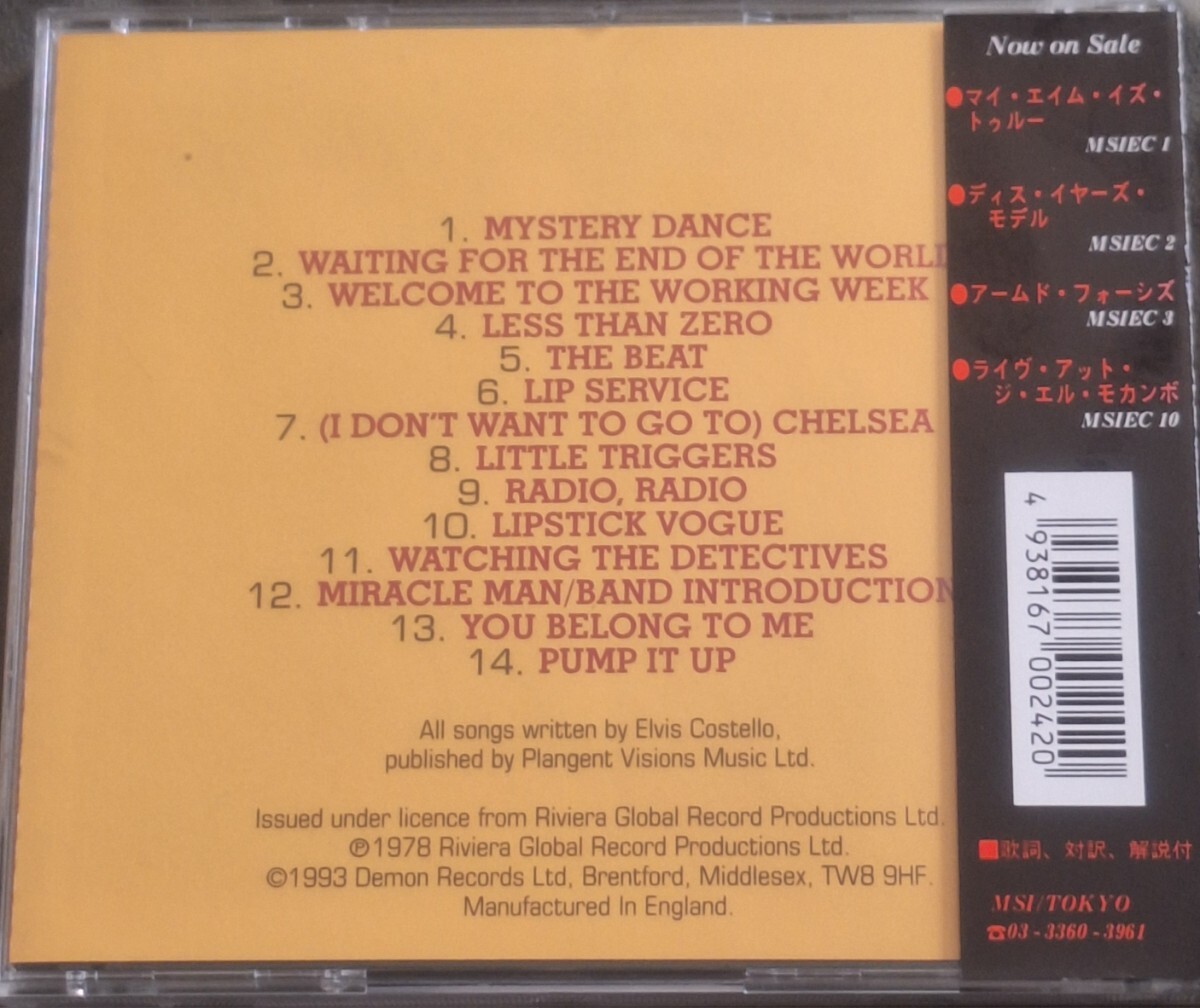 1. MYSTERY DANCE
2. WAITING FOR THE END OF THE WORLD
3. WELCOME TO THE WORKING WEEK
4. LESS THAN ZERO
5. THE BEAT
6. LIP SERVICE
7. (I DON'T WANT TO GO TO) CHELSEA
8. LITTLE TRIGGERS
9. RADIO, RADIO
10. LIPSTICK VOGUE
11. WATCHING THE DETECTIVES
12. MIRACLE MAN/BAND INTRODUCTION
13. YOU BELONG TO ME
14. PUMP IT UP
All songs written by Elvis Costello,
published by Plangent Visions Music Ltd.
Issued under licence from Riviera Global Record Productions Ltd.
℗1978 Riviera Global Record Productions Ltd.
©1993 Demon Records Ltd, Brentford, Middlesex, TW8 9HF.
Manufactured In England.
Now on Sale
●マイ・エイム・イズ・
トゥルー
MSIEC 1
●ディス・イヤーズ・
モデル
MSIEC 2
●アームド・フォーシズ
MSIEC 3
●ライヴ・アット・
ジ・エル・モカンボ
MSIEC 10
4 938167 002420
■歌詞、対訳、解説付
MSI/TOKYO
☎03-3360-3961